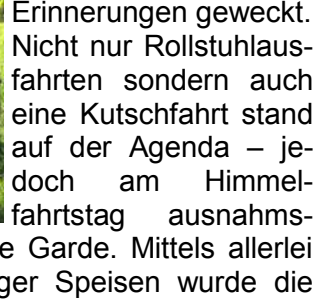 Erinnerungen geweckt.
Nicht nur Rollstuhlaus-
fahrten sondern auch
eine Kutschfahrt stand
auf der Agenda – je-
doch am Himmel-
fahrtstag ausnahms-
Garde. Mittels allerlei
Speisen wurde die